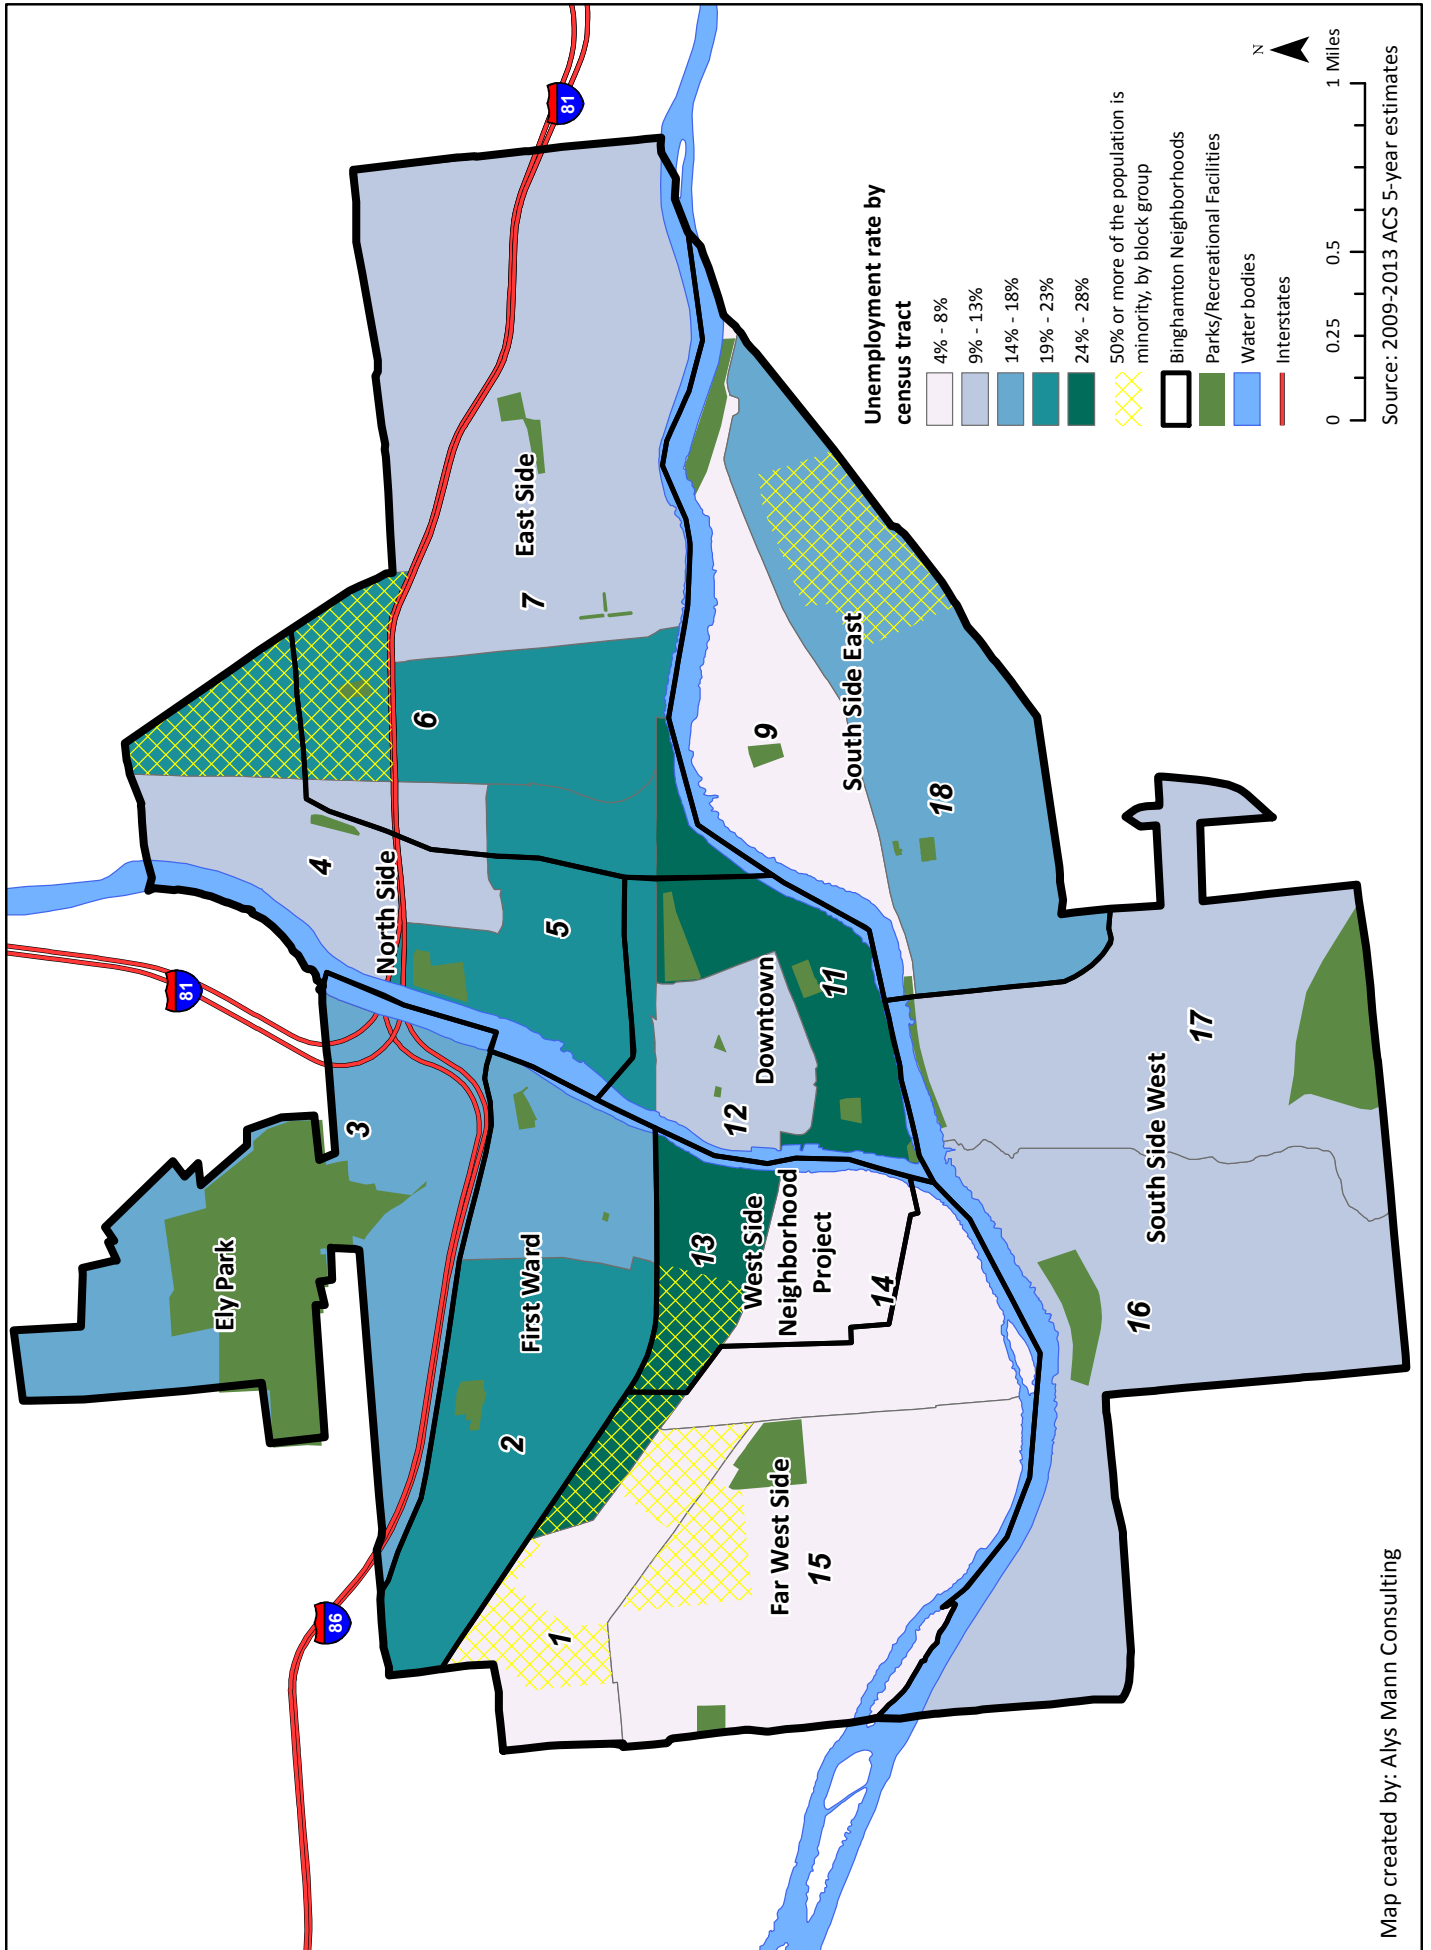 81
81
86
Ely Park
3
North Side
4
5
6
7
East Side
First Ward
2
1
13
West Side
Neighborhood
Project
14
Far West Side
15
12
Downtown
11
9
South Side East
18
16
South Side West
17
Unemployment rate by
census tract
4% - 8%
9% - 13%
14% - 18%
19% - 23%
24% - 28%
50% or more of the population is
minority, by block group
Binghamton Neighborhoods
Parks/Recreational Facilities
Water bodies
Interstates
N
0 0.25 0.5 1 Miles
Source: 2009-2013 ACS 5-year estimates
Map created by: Alys Mann Consulting